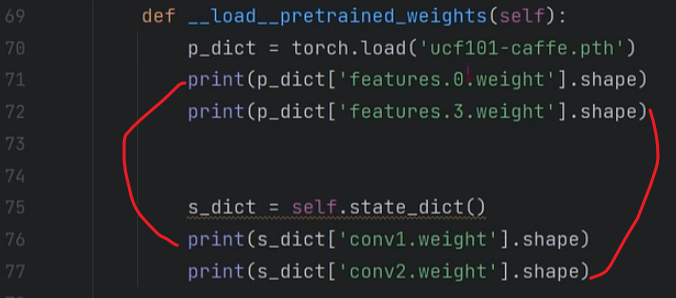 69 def __load__pretrained_weights(self):
70 p_dict = torch.load('ucf101-caffe.pth')
71 print(p_dict['features.0.weight'].shape)
72 print(p_dict['features.3.weight'].shape)
73
74
75 s_dict = self.state_dict()
76 print(s_dict['conv1.weight'].shape)
77 print(s_dict['conv2.weight'].shape)